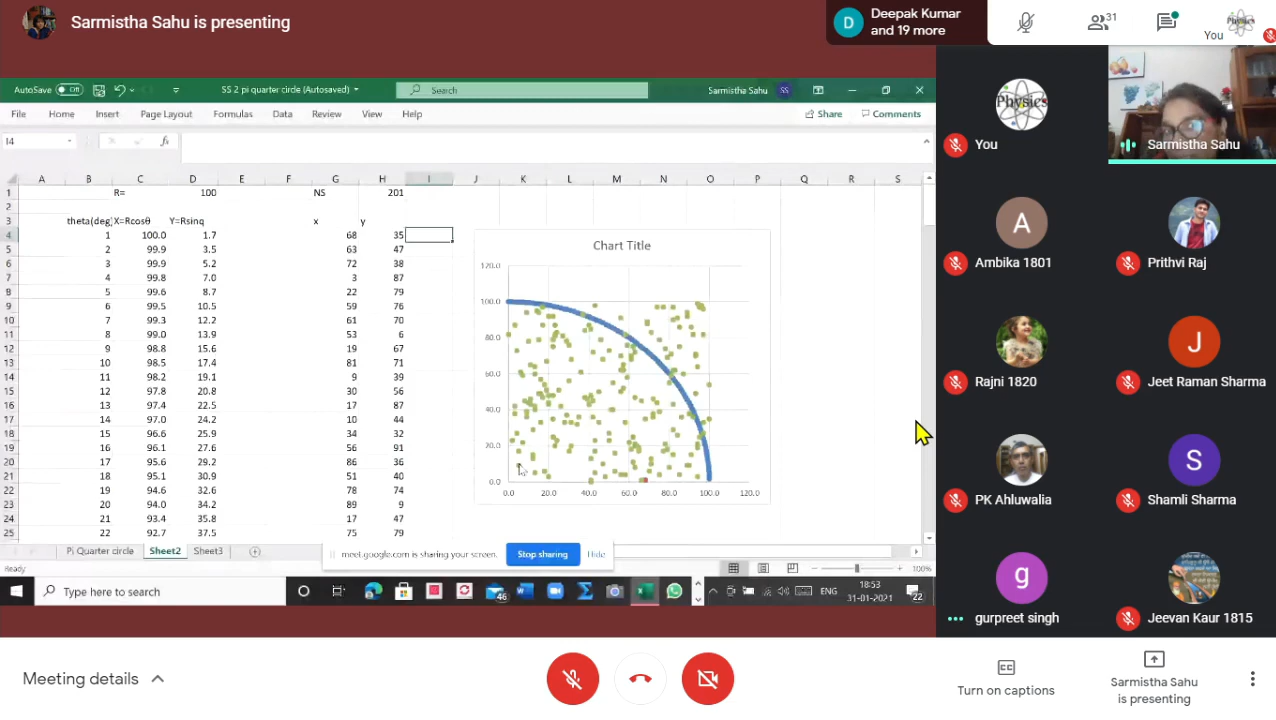 Sarmistha Sahu is presenting
D
Deepak Kumar
and 19 more
31
Physics
You
AutoSave Off
SS 2 pi quarter circle (Autosaved)
Search
Sarmistha Sahu SS
File Home Insert Page Layout Formulas Data Review View Help
Share Comments
I4 fx
A B C D E F G H I J K L M N O P Q R S
1 R= 100 NS 201
2
3 theta(deg) X=Rcosθ Y=Rsinq x y
4 1 100.0 1.7 68 35
5 2 99.9 3.5 63 47
6 3 99.9 5.2 72 38
7 4 99.8 7.0 3 87
8 5 99.6 8.7 22 79
9 6 99.5 10.5 59 76
10 7 99.3 12.2 61 70
11 8 99.0 13.9 53 6
12 9 98.8 15.6 19 67
13 10 98.5 17.4 81 71
14 11 98.2 19.1 9 39
15 12 97.8 20.8 30 56
16 13 97.4 22.5 17 87
17 14 97.0 24.2 10 44
18 15 96.6 25.9 34 32
19 16 96.1 27.6 56 91
20 17 95.6 29.2 86 36
21 18 95.1 30.9 51 40
22 19 94.6 32.6 78 74
23 20 94.0 34.2 89 9
24 21 93.4 35.8 17 47
25 22 92.7 37.5 75 79
Chart Title
120.0
100.0
80.0
60.0
40.0
20.0
0.0
0.0 20.0 40.0 60.0 80.0 100.0 120.0
Pi Quarter circle Sheet2 Sheet3
meet.google.com is sharing your screen. Stop sharing Hide
Ready
100%
Type here to search
46
ENG
18:53
31-01-2021
22
Physics
You
Sarmistha Sahu
A
Ambika 1801
Prithvi Raj
Rajni 1820
J
Jeet Raman Sharma
PK Ahluwalia
S
Shamli Sharma
g
gurpreet singh
Jeevan Kaur 1815
Meeting details
CC
Turn on captions
Sarmistha Sahu
is presenting